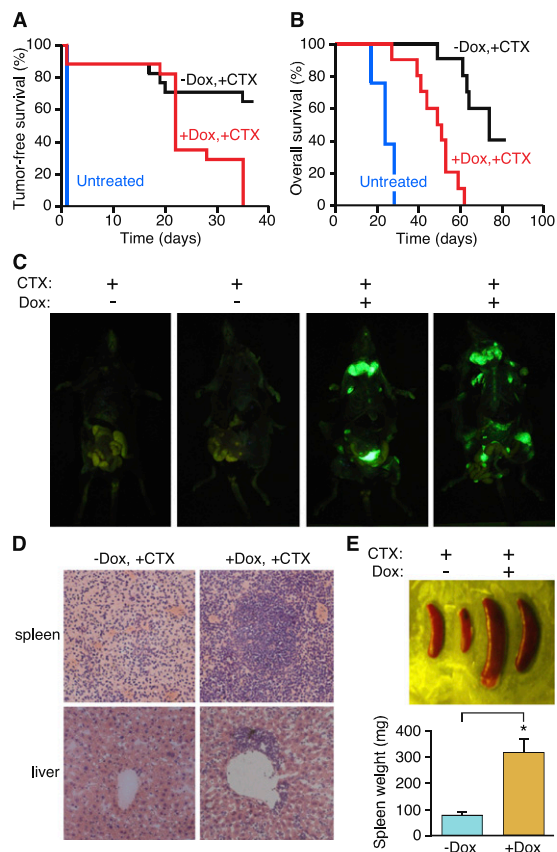 A
Tumor-free survival (%)
100
80
60
40
20
0
0
10
20
30
40
Time (days)
-Dox,+CTX
+Dox,+CTX
Untreated
B
Overall survival (%)
100
80
60
40
20
0
0
20
40
60
80
100
Time (days)
-Dox,+CTX
+Dox,+CTX
Untreated
C
CTX: + + + +
Dox: - - + +
D
-Dox, +CTX +Dox, +CTX
spleen
liver
E
CTX: + +
Dox: - +
Spleen weight (mg)
400
300
200
100
0
*
-Dox +Dox